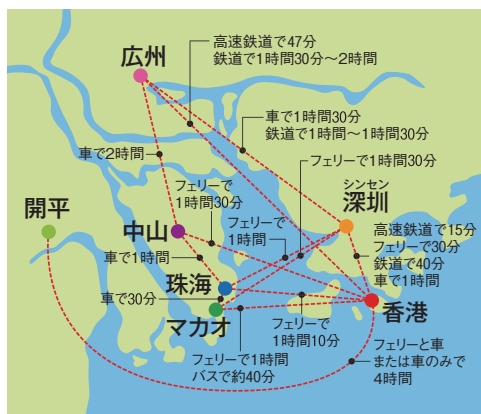 高速鉄道で47分
鉄道で1時間30分～2時間
広州
車で1時間30分
鉄道で1時間～1時間30分
車で2時間
フェリーで1時間30分
シンセン
深圳
フェリーで
1時間30分
開平
中山
フェリーで
1時間
高速鉄道で15分
フェリーで30分
鉄道で40分
車で1時間
車で1時間
珠海
車で30分
マカオ
香港
フェリーで
1時間10分
フェリーで1時間
バスで約40分
フェリーと車
または車のみで
4時間